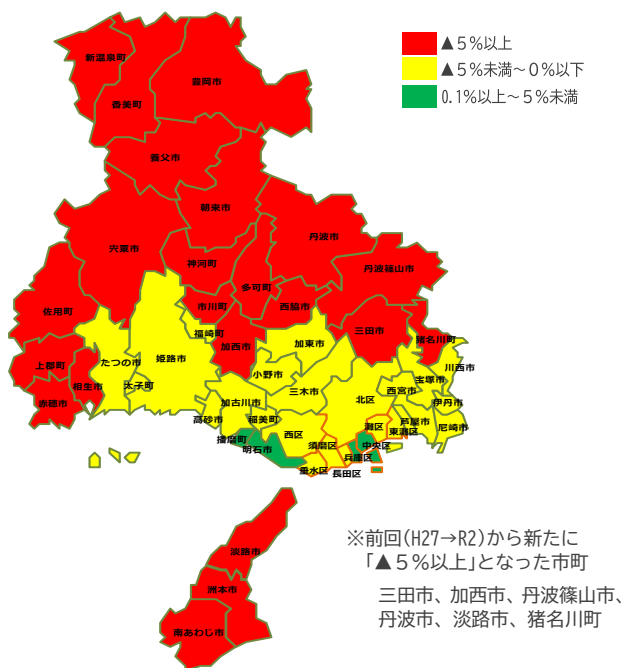 ▲５％以上
▲５％未満～０％以下
0.1％以上～５％未満
新温泉町
豊岡市
香美町
養父市
朝来市
宍粟市
丹波市
神河町
丹波篠山市
多可町
佐用町
市川町
西脇市
福崎町
加西市
三田市
猪名川町
加東市
姫路市
たつの市
上郡町
川西市
小野市
宝塚市
相生市
太子町
三木市
北区
西宮市
赤穂市
加古川市
伊丹市
高砂市
稲美町
芦屋市
灘区
尼崎市
東灘区
西区
播磨町
須磨区
中央区
明石市
兵庫区
垂水区
長田区
淡路市
洲本市
南あわじ市
※前回(H27→R2)から新たに
「▲５％以上」となった市町
三田市、加西市、丹波篠山市、
丹波市、淡路市、猪名川町